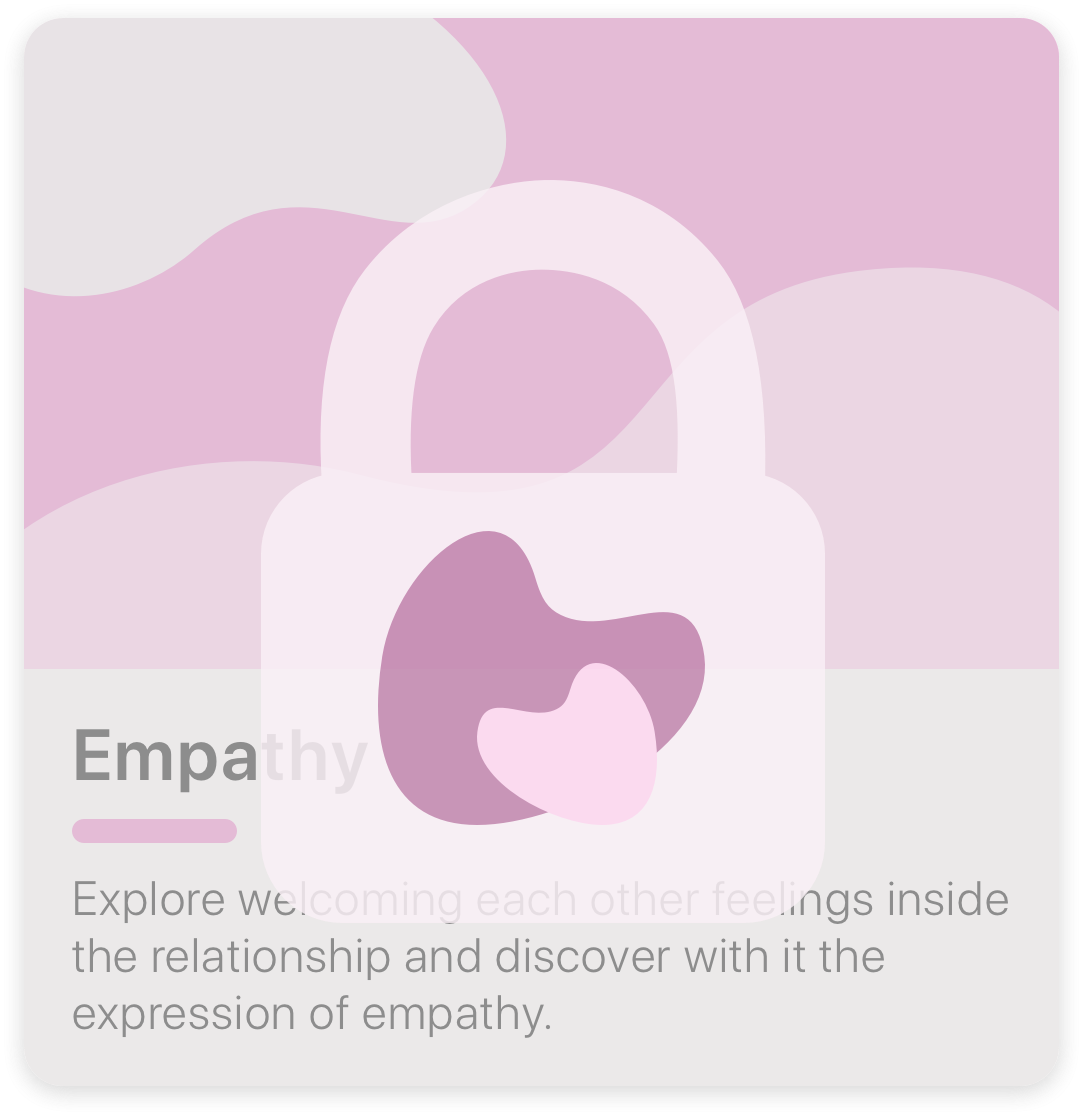 Empathy
Explore welcoming each other feelings inside
the relationship and discover with it the
expression of empathy.